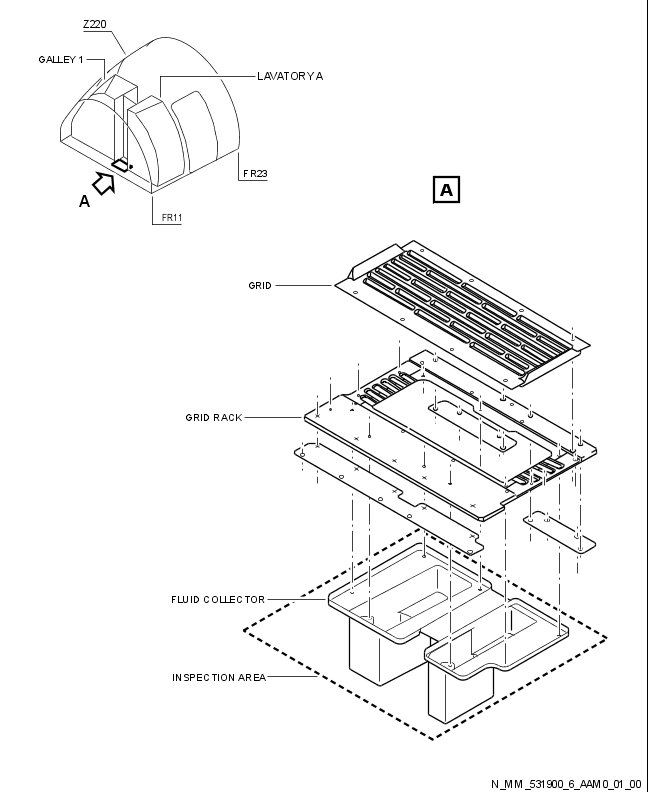 Z220
GALLEY 1
LAVATORY A
FR23
A
FR11
A
GRID
GRID RACK
FLUID COLLECTOR
INSPECTION AREA
N_MM_531900_6_AAM0_01_00